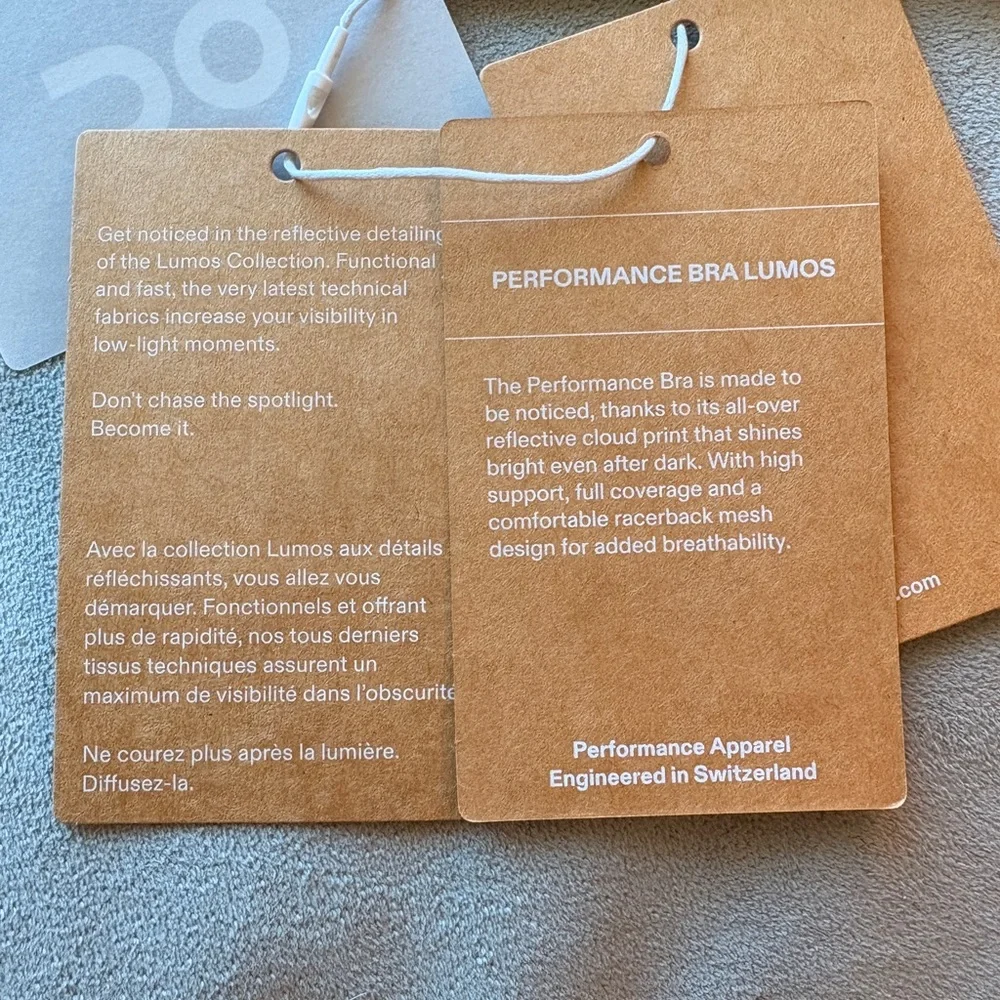 Get noticed in the reflective detailing
of the Lumos Collection. Functional
and fast, the very latest technical
fabrics increase your visibility in
low-light moments.
Don't chase the spotlight.
Become it.
Avec la collection Lumos aux détails
réfléchissants, vous allez vous
démarquer. Fonctionnels et offrant
plus de rapidité, nos tous derniers
tissus techniques assurent un
maximum de visibilité dans l'obscurité
Ne courez plus après la lumière.
Diffusez-la.
PERFORMANCE BRA LUMOS
The Performance Bra is made to
be noticed, thanks to its all-over
reflective cloud print that shines
bright even after dark. With high
support, full coverage and a
comfortable racerback mesh
design for added breathability.
Performance Apparel
Engineered in Switzerland
.com